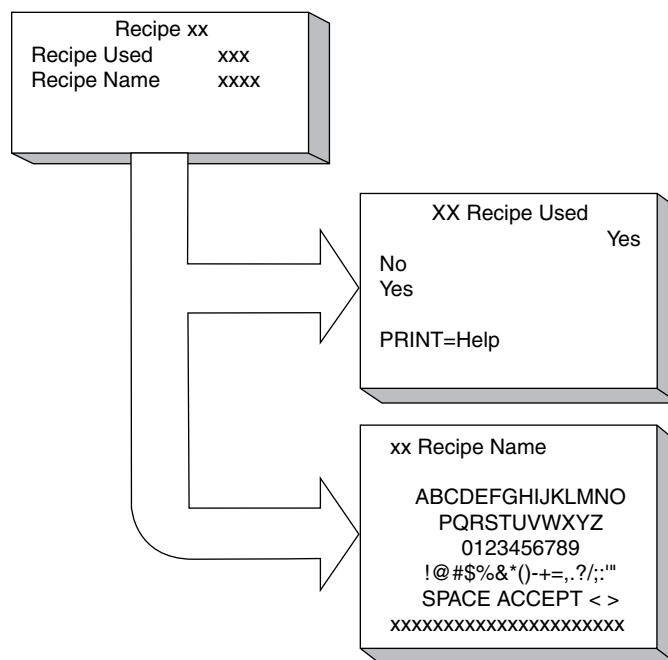 Recipe xx
Recipe Used xxx
Recipe Name xxxx
XX Recipe Used
Yes
No
Yes
PRINT=Help
xx Recipe Name
ABCDEFGHIJKLMNO
PQRSTUVWXYZ
0123456789
!@#$%&*()-+=,.?/;:'"
SPACE ACCEPT < >
xxxxxxxxxxxxxxxxxxxxxxx